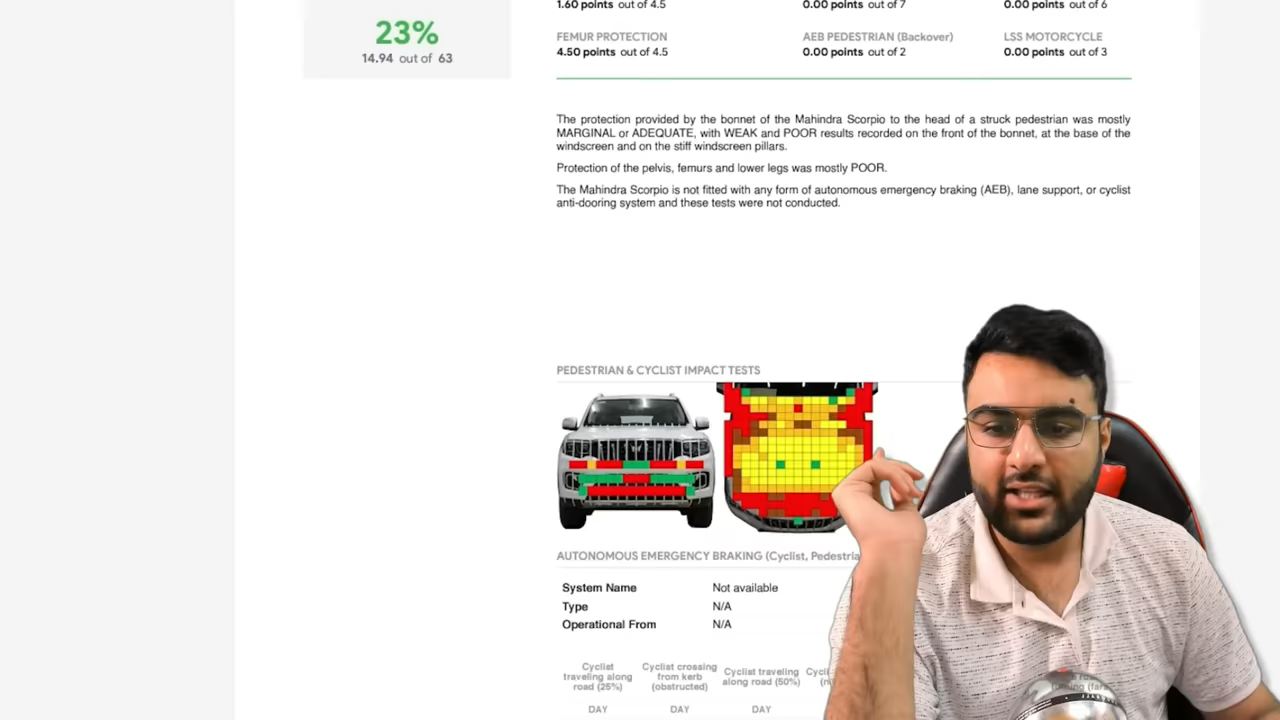 1.60 points out of 4.5
0.00 points out of 7
0.00 points out of 6
23%
14.94 out of 63
FEMUR PROTECTION
4.50 points out of 4.5
AEB PEDESTRIAN (Backover)
0.00 points out of 2
LSS MOTORCYCLE
0.00 points out of 3
The protection provided by the bonnet of the Mahindra Scorpio to the head of a struck pedestrian was mostly
MARGINAL or ADEQUATE, with WEAK and POOR results recorded on the front of the bonnet, at the base of the
windscreen and on the stiff windscreen pillars.
Protection of the pelvis, femurs and lower legs was mostly POOR.
The Mahindra Scorpio is not fitted with any form of autonomous emergency braking (AEB), lane support, or cyclist
anti-dooring system and these tests were not conducted.
PEDESTRIAN & CYCLIST IMPACT TESTS
AUTONOMOUS EMERGENCY BRAKING (Cyclist, Pedestria
System Name Not available
Type N/A
Operational From N/A
Cyclist
traveling along
road (25%)
DAY
Cyclist crossing
from kerb
(obstructed)
DAY
Cyclist traveling
along road (50%)
DAY